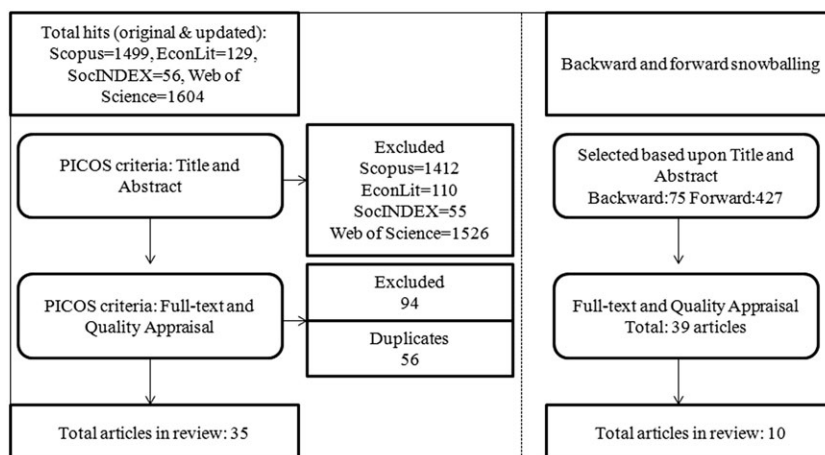 Total hits (original & updated):
Scopus=1499, EconLit=129,
SocINDEX=56, Web of
Science=1604
PICOS criteria: Title and
Abstract
Excluded
Scopus=1412
EconLit=110
SocINDEX=55
Web of Science=1526
PICOS criteria: Full-text and
Quality Appraisal
Excluded
94
Duplicates
56
Total articles in review: 35
Backward and forward snowballing
Selected based upon Title and
Abstract
Backward:75 Forward:427
Full-text and Quality Appraisal
Total: 39 articles
Total articles in review: 10